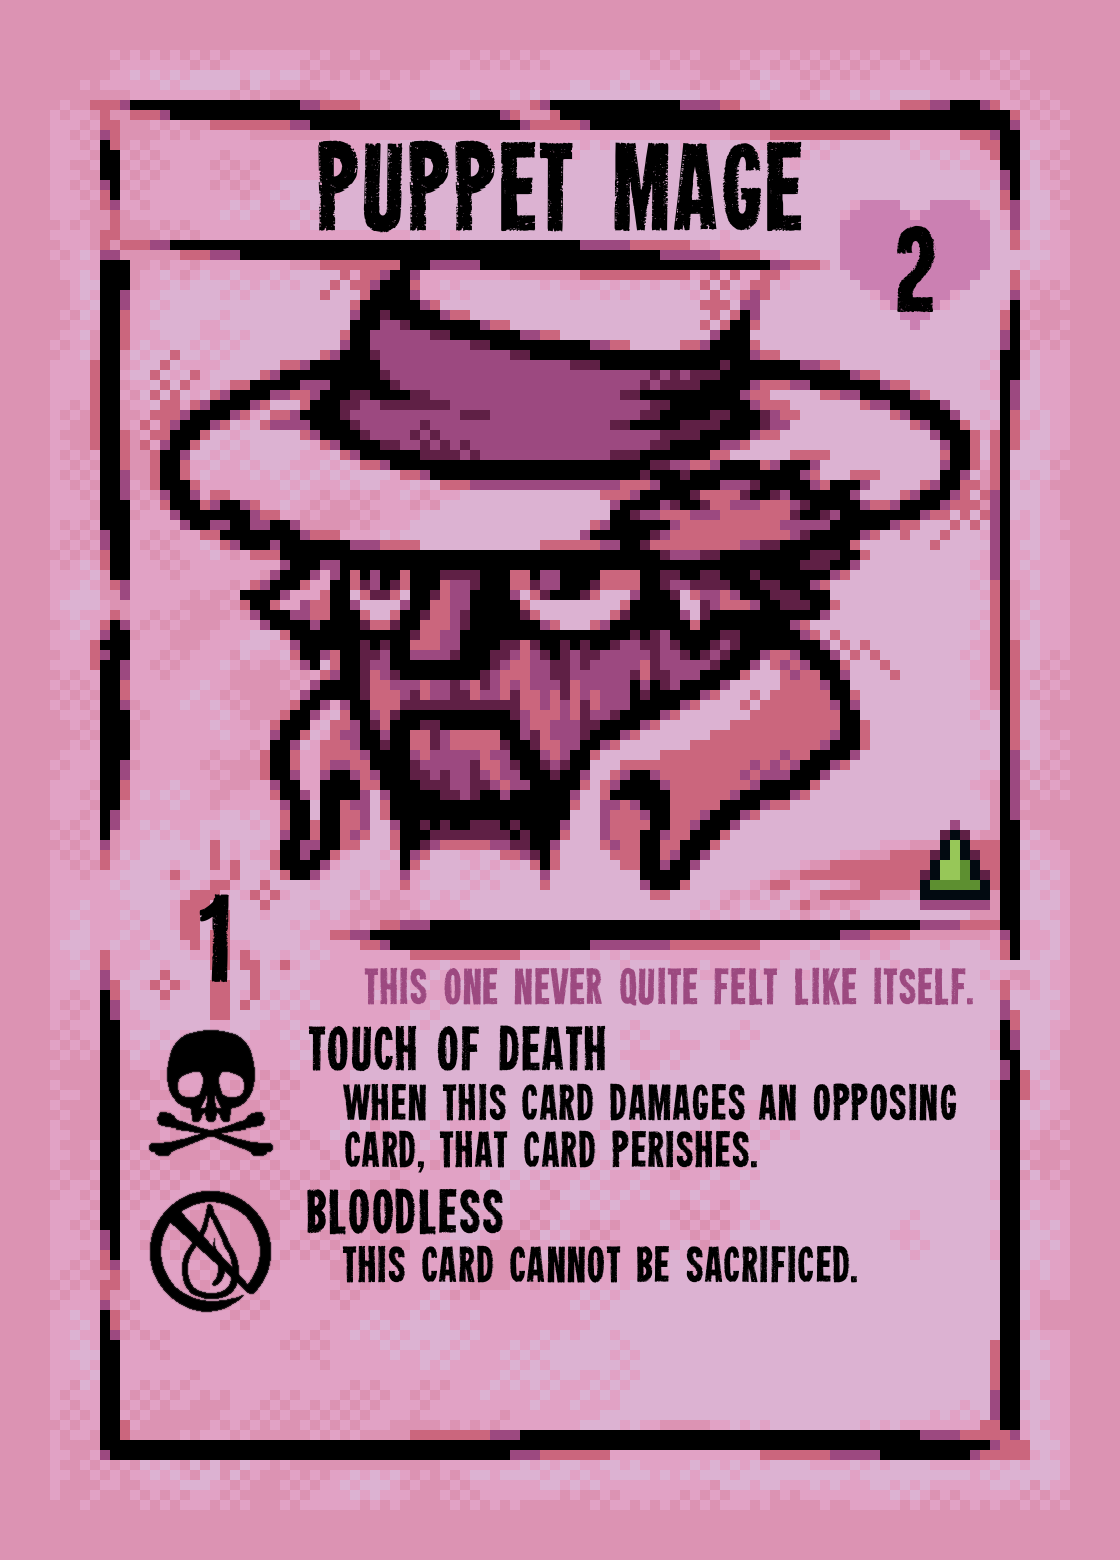 PUPPET MAGE
2
1
THIS ONE NEVER QUITE FELT LIKE ITSELF.
TOUCH OF DEATH
WHEN THIS CARD DAMAGES AN OPPOSING
CARD, THAT CARD PERISHES.
BLOODLESS
THIS CARD CANNOT BE SACRIFICED.